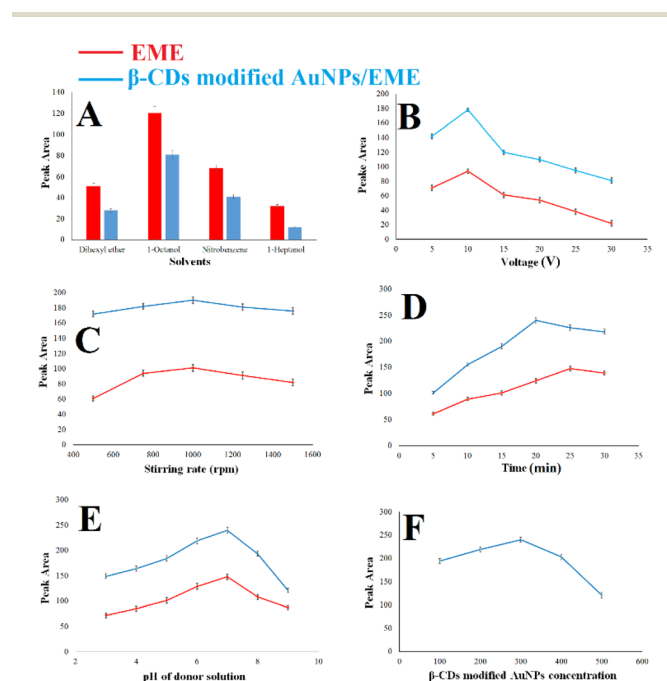 EME
β-CDs modified AuNPs/EME
A
140
120
100
80
60
40
20
0
Peak Area
Dihexyl ether 1-Octanol Nitrobenzene 1-Heptanol
Solvents
B
200
180
160
140
120
100
80
60
40
20
0
Peake Area
0 5 10 15 20 25 30 35
Voltage (V)
C
200
180
160
140
120
100
80
60
40
20
0
Peak Area
400 600 800 1000 1200 1400 1600
Stirring rate (rpm)
D
300
250
200
150
100
50
0
Peak Area
0 5 10 15 20 25 30 35
Time (min)
E
300
250
200
150
100
50
0
Peak Area
2 4 6 8 10
pH of donor solution
F
300
250
200
150
100
50
0
Peak Area
0 100 200 300 400 500 600
β-CDs modified AuNPs concentration